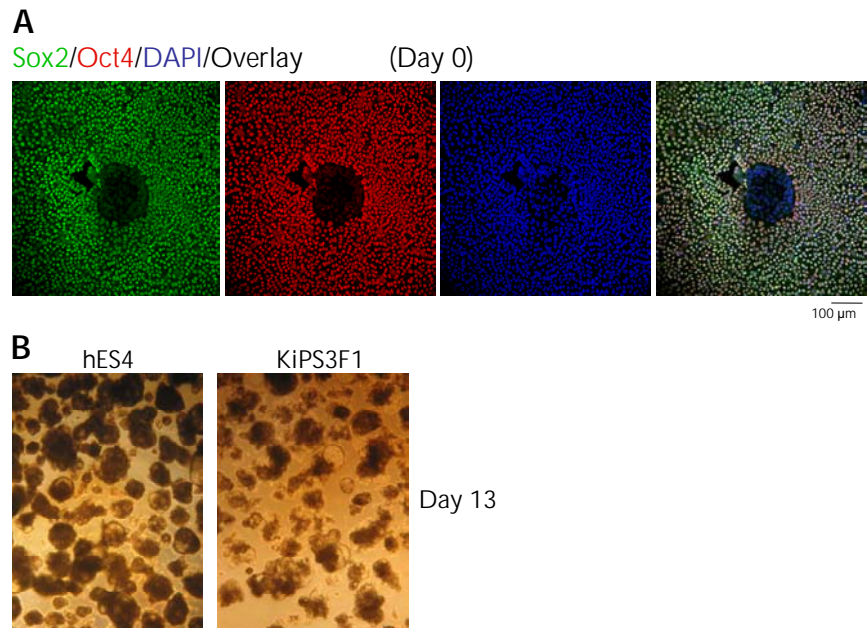 A
Sox2/Oct4/DAPI/Overlay (Day 0)
100 µm
B
hES4 KiPS3F1
Day 13